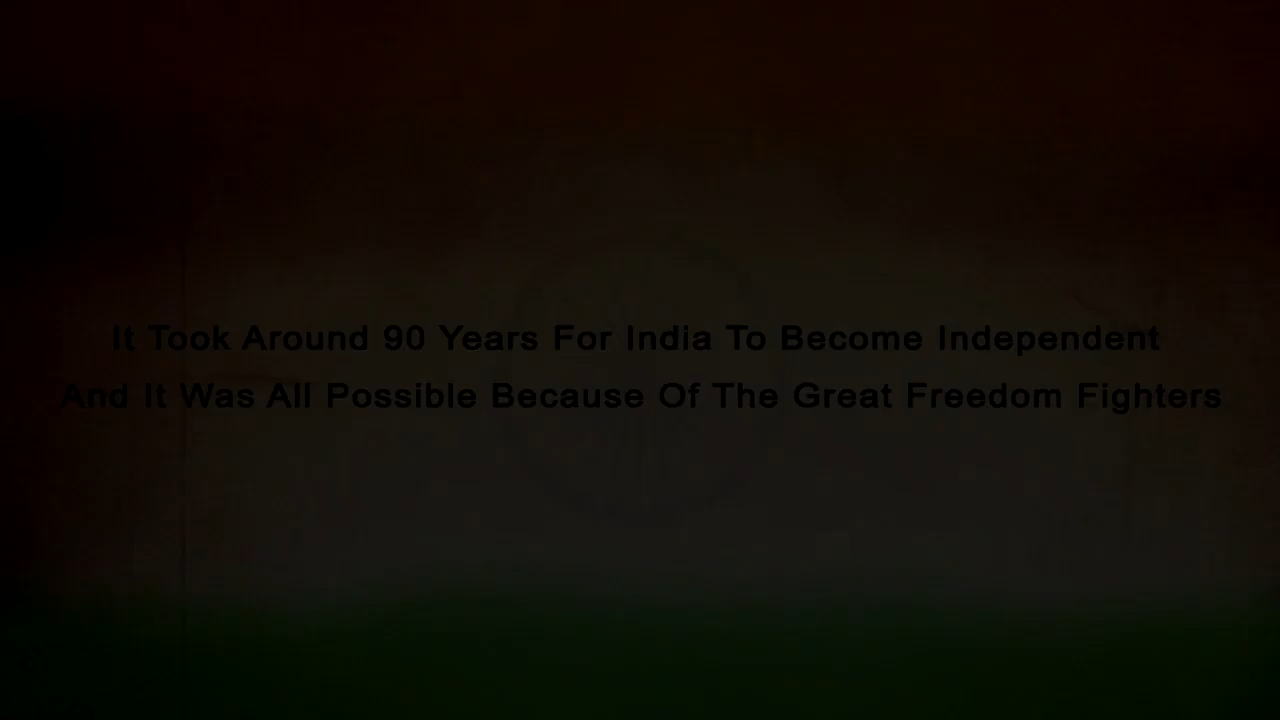 It Took Around 90 Years For India To Become Independent
And It Was All Possible Because Of The Great Freedom Fighters